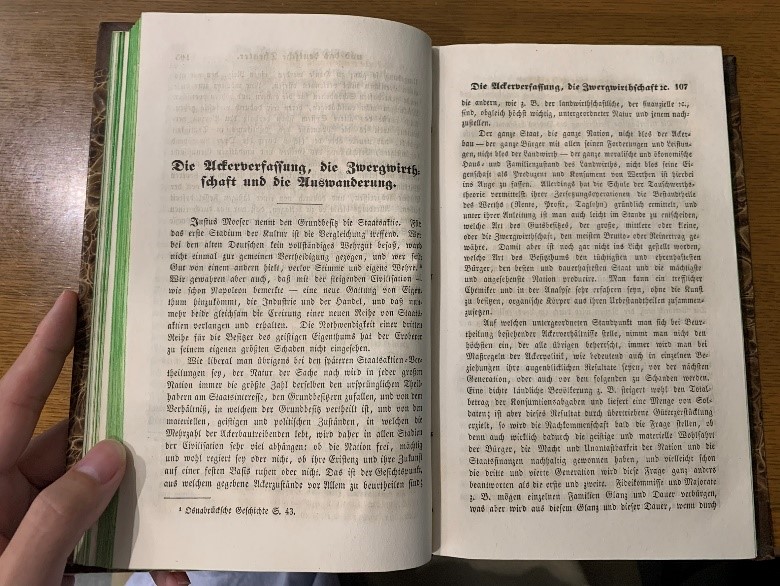 Die Ackerverfassung, die Zwergwirth-
schaft und die Auswanderung.
Justus Moeser nennt den Grundbesitz die Staatsaktie. Für
das erste Stadium der Kultur ist die Vergleichung treffend. Wer
bei den alten Deutschen kein vollständiges Wehrgut besaß, ward
nicht einmal zur gemeinen Vertheidigung gezogen, und wer sein
Gut von einem andern hielt, verlor Stimme und eigene Wehre.¹
Wir gewahren aber auch, daß mit der steigenden Civilisation —
wie schon Napoleon bemerkte — eine neue Gattung von Eigen-
thum hinzukömmt, die Industrie und der Handel, und daß nun-
mehr beide gleichsam die Creirung einer neuen Reihe von Staats-
aktien verlangen und erhalten. Die Nothwendigkeit einer dritten
Reihe für die Besitzer des geistigen Eigenthums hat der Eroberer
zu seinem eigenen größten Schaden nicht eingesehen.
Wie liberal man übrigens bei den späteren Staatsaktien-Ver-
theilungen sey, der Natur der Sache nach wird in jeder großen
Nation immer die größte Zahl derselben den ursprünglichen Theil-
habern am Staatsinteresse, den Grundbesitzern zufallen, und von dem
Verhältniß, in welchem der Grundbesitz vertheilt ist, und von den
materiellen, geistigen und politischen Zuständen, in welchen die
Mehrzahl der Ackerbautreibenden lebt, wird daher in allen Stadien
der Civilisation sehr viel abhängen: ob die Nation frei, mächtig
und wohl regiert sey oder nicht, ob ihre Existenz und ihre Zukunft
auf einer festen Basis ruhen oder nicht. Das ist der Gesichtspunkt,
aus welchem gegebene Ackerzustände vor Allem zu beurtheilen sind;
¹ Osnabrücksche Geschichte S. 43.
Die Ackerverfassung, die Zwergwirthschaft ꝛc. 107
die andern, wie z. B. der landwirthschaftliche, der finanzielle ꝛc.,
sind, obgleich höchst wichtig, untergeordneter Natur und jenem nach-
zustellen.
Der ganze Staat, die ganze Nation, nicht blos der Acker-
bau — der ganze Bürger mit allen seinen Forderungen und Leistun-
gen, nicht blos der Landwirth — der ganze moralische und ökonomische
Haus- und Familienzustand des Landwirths, nicht blos seine Eigen-
schaft als Produzent und Konsument von Werthen ist hierbei
ins Auge zu fassen. Allerdings hat die Schule der Tauschwerths-
theorie vermittelst ihrer Zerlegungsoperationen die Bestandtheile
des Werths (Rente, Profit, Taglohn) gründlich ermittelt, und
unter ihrer Anleitung ist man auch leicht im Stande zu entscheiden,
welche Art des Gutsbesitzes, der große, mittlere oder kleine,
oder die Zwergwirthschaft, den meisten Brutto- oder Reinertrag ge-
währe. Damit aber ist noch gar nicht ins Licht gestellt worden,
welche Art des Besitzthums den tüchtigsten und ehrenhaftesten
Bürger, den besten und dauerhaftesten Staat und die mächtigste
und angesehenste Nation producire. Man kann ein trefflicher
Chemiker und in der Analyse sehr erfahren seyn, ohne die Kunst
zu besitzen, organische Körper aus ihren Urbestandtheilen zusammen-
zusetzen.
Auf welchen untergeordneten Standpunkt man sich bei Beur-
theilung bestehender Ackerverhältnisse stelle, nimmt man nicht den
höchsten ein, der alle übrigen beherrscht, immer wird man bei
Maßregeln der Ackerpolitik, wie bedeutend auch in einzelnen Be-
ziehungen ihre augenblicklichen Resultate seyen, vor der nächsten
Generation, oder auch vor den folgenden zu Schanden werden.
Eine dichte ländliche Bevölkerung z. B. steigert wohl den Total-
betrag der Konsumtionsabgaben und liefert eine Menge von Sol-
daten; ist aber dieses Resultat durch übertriebene Güterzerstücklung
erzielt, so wird die Nachkommenschaft bald die Frage stellen, ob
denn auch wirklich dadurch die geistige und materielle Wohlfahrt
der Bürger, die Macht und Unantastbarkeit der Nation und die
Staatsfinanzen nachhaltig gewonnen haben, und vielleicht schon
die dritte und vierte Generation wird diese Frage ganz anders
beantworten als die erste und zweite. Fideikommisse und Majorate
z. B. mögen einzelnen Familien Glanz und Dauer verbürgen,
was aber wird aus diesem Glanz und dieser Dauer, wenn durch